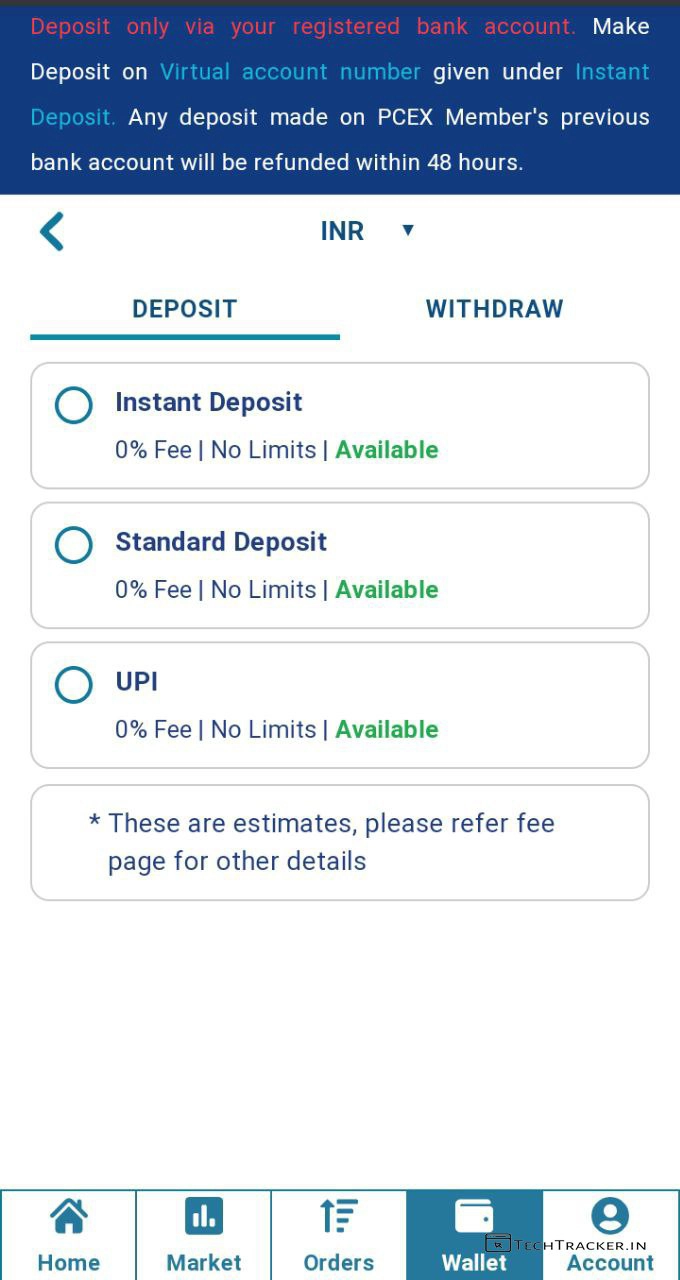 Deposit only via your registered bank account. Make
Deposit on Virtual account number given under Instant
Deposit. Any deposit made on PCEX Member's previous
bank account will be refunded within 48 hours.
INR ▼
DEPOSIT WITHDRAW
Instant Deposit
0% Fee | No Limits | Available
Standard Deposit
0% Fee | No Limits | Available
UPI
0% Fee | No Limits | Available
* These are estimates, please refer fee
page for other details
TECHTRACKER.IN
Home Market Orders Wallet Account